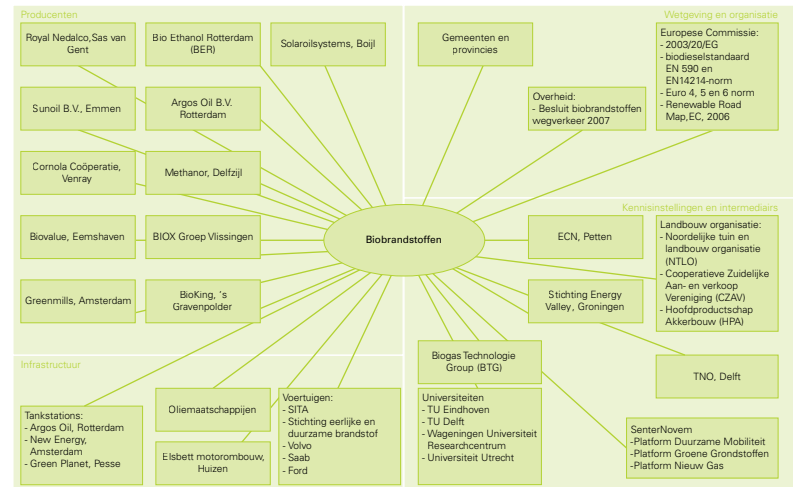 Producenten
Royal Nedalco,Sas van
Gent
Bio Ethanol Rotterdam
(BER)
Solaroilsystems, Boijl
Sunoil B.V., Emmen
Argos Oil B.V.
Rotterdam
Cornola Coöperatie,
Venray
Methanor, Delfzijl
Biovalue, Eemshaven
BIOX Groep Vlissingen
Greenmills, Amsterdam
BioKing, 's
Gravenpolder
Wetgeving en organisatie
Gemeenten en
provincies
Overheid:
- Besluit biobrandstoffen
wegverkeer 2007
Europese Commissie:
- 2003/20/EG
- biodieselstandaard
EN 590 en
EN14214-norm
- Euro 4, 5 en 6 norm
- Renewable Road
Map,EC, 2006
Biobrandstoffen
Kennisinstellingen en intermediairs
ECN, Petten
Landbouw organisatie:
- Noordelijke tuin en
landbouw organisatie
(NTLO)
- Cooperatieve Zuidelijke
Aan- en verkoop
Vereniging (CZAV)
- Hoofdproductschap
Akkerbouw (HPA)
Stichting Energy
Valley, Groningen
Biogas Technologie
Group (BTG)
TNO, Delft
Universiteiten
- TU Eindhoven
- TU Delft
- Wageningen Universiteit
Researchcentrum
- Universiteit Utrecht
SenterNovem
-Platform Duurzame Mobiliteit
-Platform Groene Grondstoffen
-Platform Nieuw Gas
Infrastructuur
Tankstations:
- Argos Oil, Rotterdam
- New Energy,
Amsterdam
- Green Planet, Pesse
Oliemaatschappijen
Elsbett motorombouw,
Huizen
Voertuigen:
- SITA
- Stichting eerlijke en
duurzame brandstof
- Volvo
- Saab
- Ford